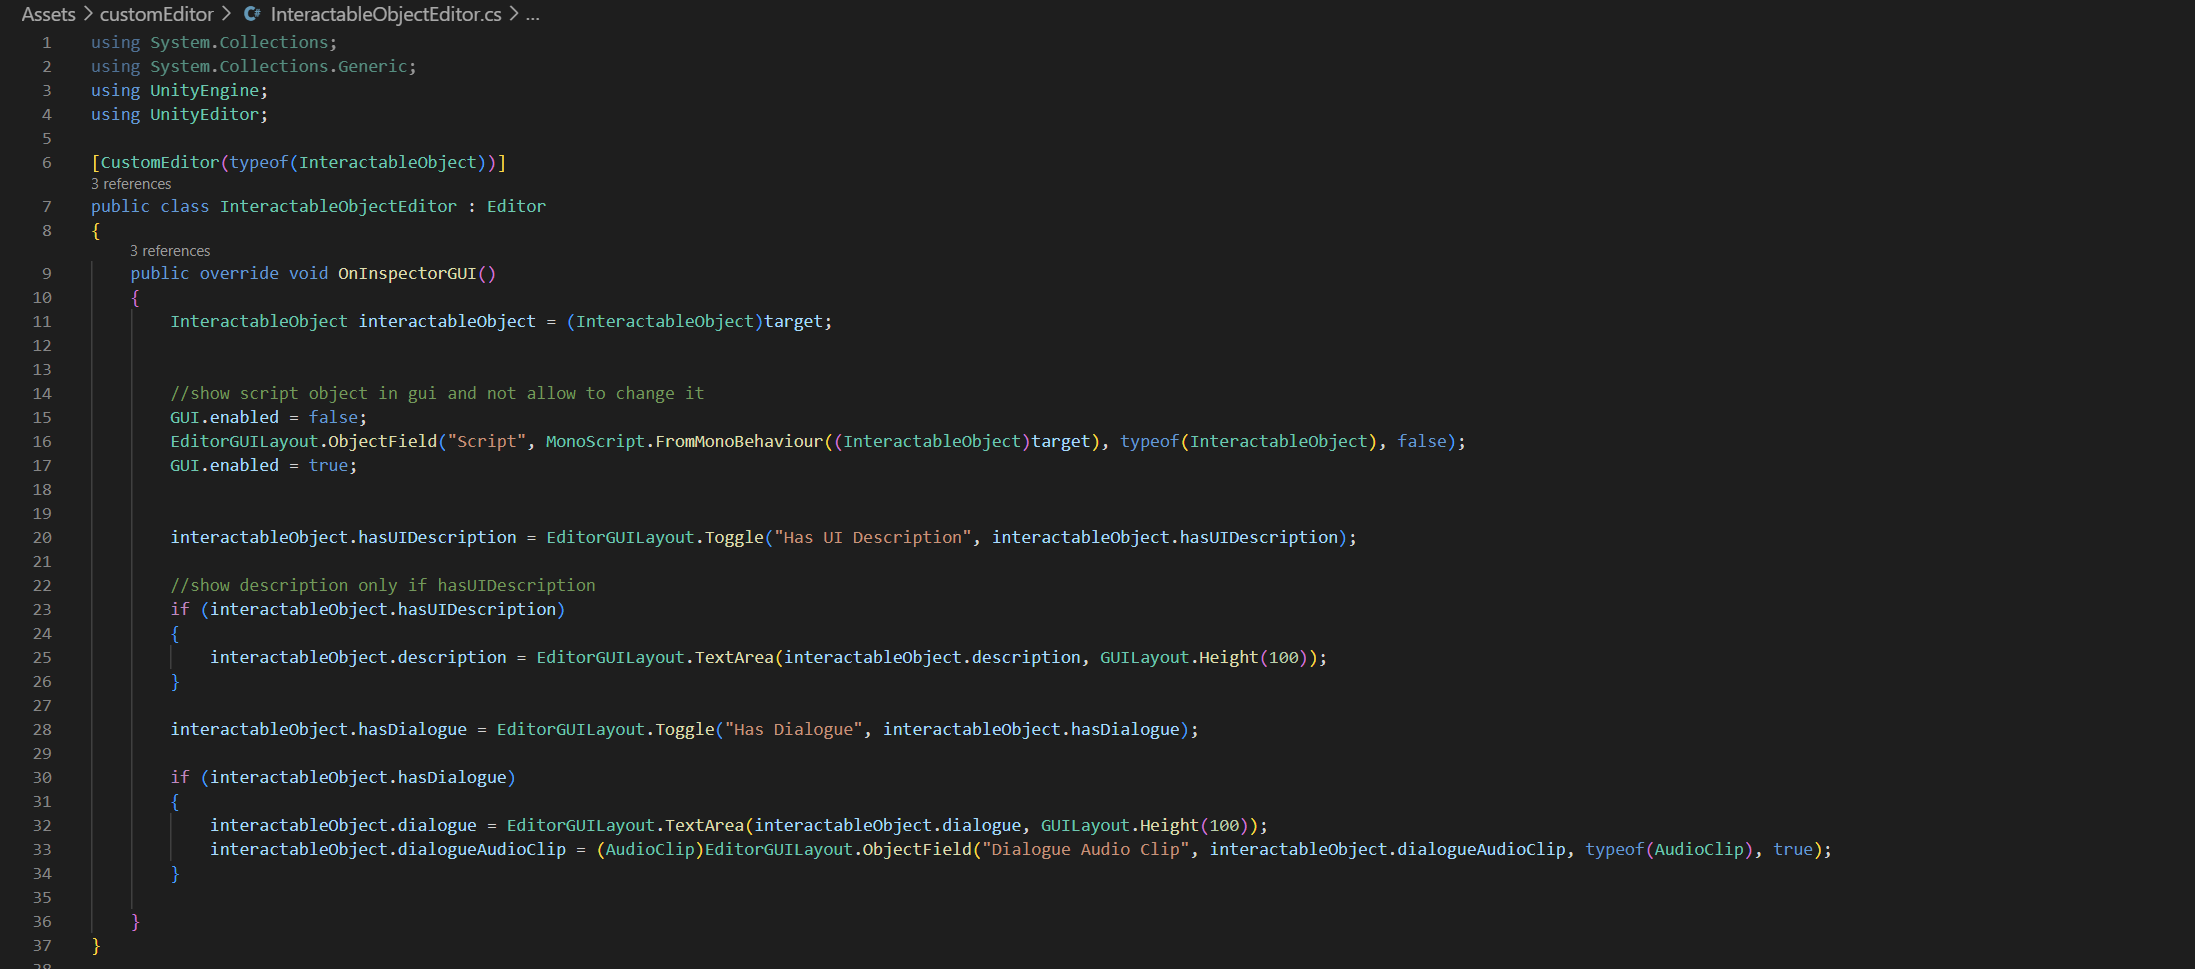 Assets > customEditor > C# InteractableObjectEditor.cs > ...
1 using System.Collections;
2 using System.Collections.Generic;
3 using UnityEngine;
4 using UnityEditor;
5
6 [CustomEditor(typeof(InteractableObject))]
3 references
7 public class InteractableObjectEditor : Editor
8 {
3 references
9 public override void OnInspectorGUI()
10 {
11 InteractableObject interactableObject = (InteractableObject)target;
12
13
14 //show script object in gui and not allow to change it
15 GUI.enabled = false;
16 EditorGUILayout.ObjectField("Script", MonoScript.FromMonoBehaviour((InteractableObject)target), typeof(InteractableObject), false);
17 GUI.enabled = true;
18
19
20 interactableObject.hasUIDescription = EditorGUILayout.Toggle("Has UI Description", interactableObject.hasUIDescription);
21
22 //show description only if hasUIDescription
23 if (interactableObject.hasUIDescription)
24 {
25 interactableObject.description = EditorGUILayout.TextArea(interactableObject.description, GUILayout.Height(100));
26 }
27
28 interactableObject.hasDialogue = EditorGUILayout.Toggle("Has Dialogue", interactableObject.hasDialogue);
29
30 if (interactableObject.hasDialogue)
31 {
32 interactableObject.dialogue = EditorGUILayout.TextArea(interactableObject.dialogue, GUILayout.Height(100));
33 interactableObject.dialogueAudioClip = (AudioClip)EditorGUILayout.ObjectField("Dialogue Audio Clip", interactableObject.dialogueAudioClip, typeof(AudioClip), true);
34 }
35
36 }
37 }
38